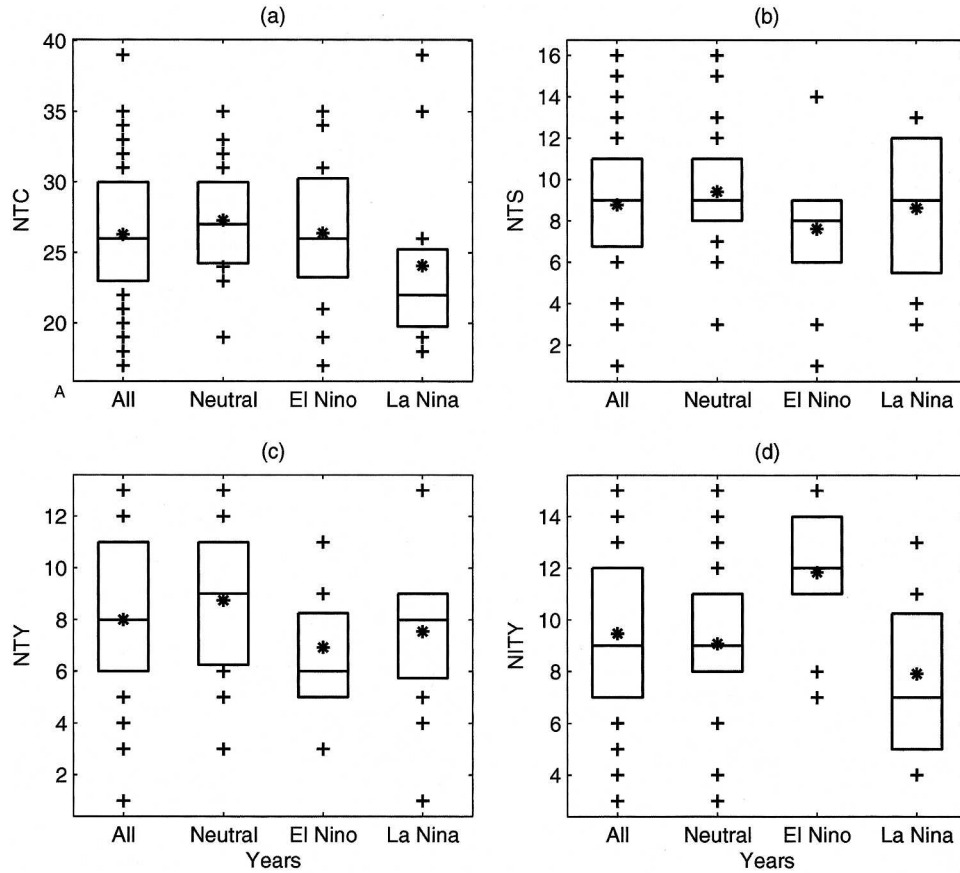 (a)
40
35
30
25
20
NTC
A
All Neutral El Nino La Nina
(b)
16
14
12
10
8
6
4
2
NTS
All Neutral El Nino La Nina
(c)
12
10
8
6
4
2
NTY
All Neutral El Nino La Nina
Years
(d)
14
12
10
8
6
4
NITY
All Neutral El Nino La Nina
Years